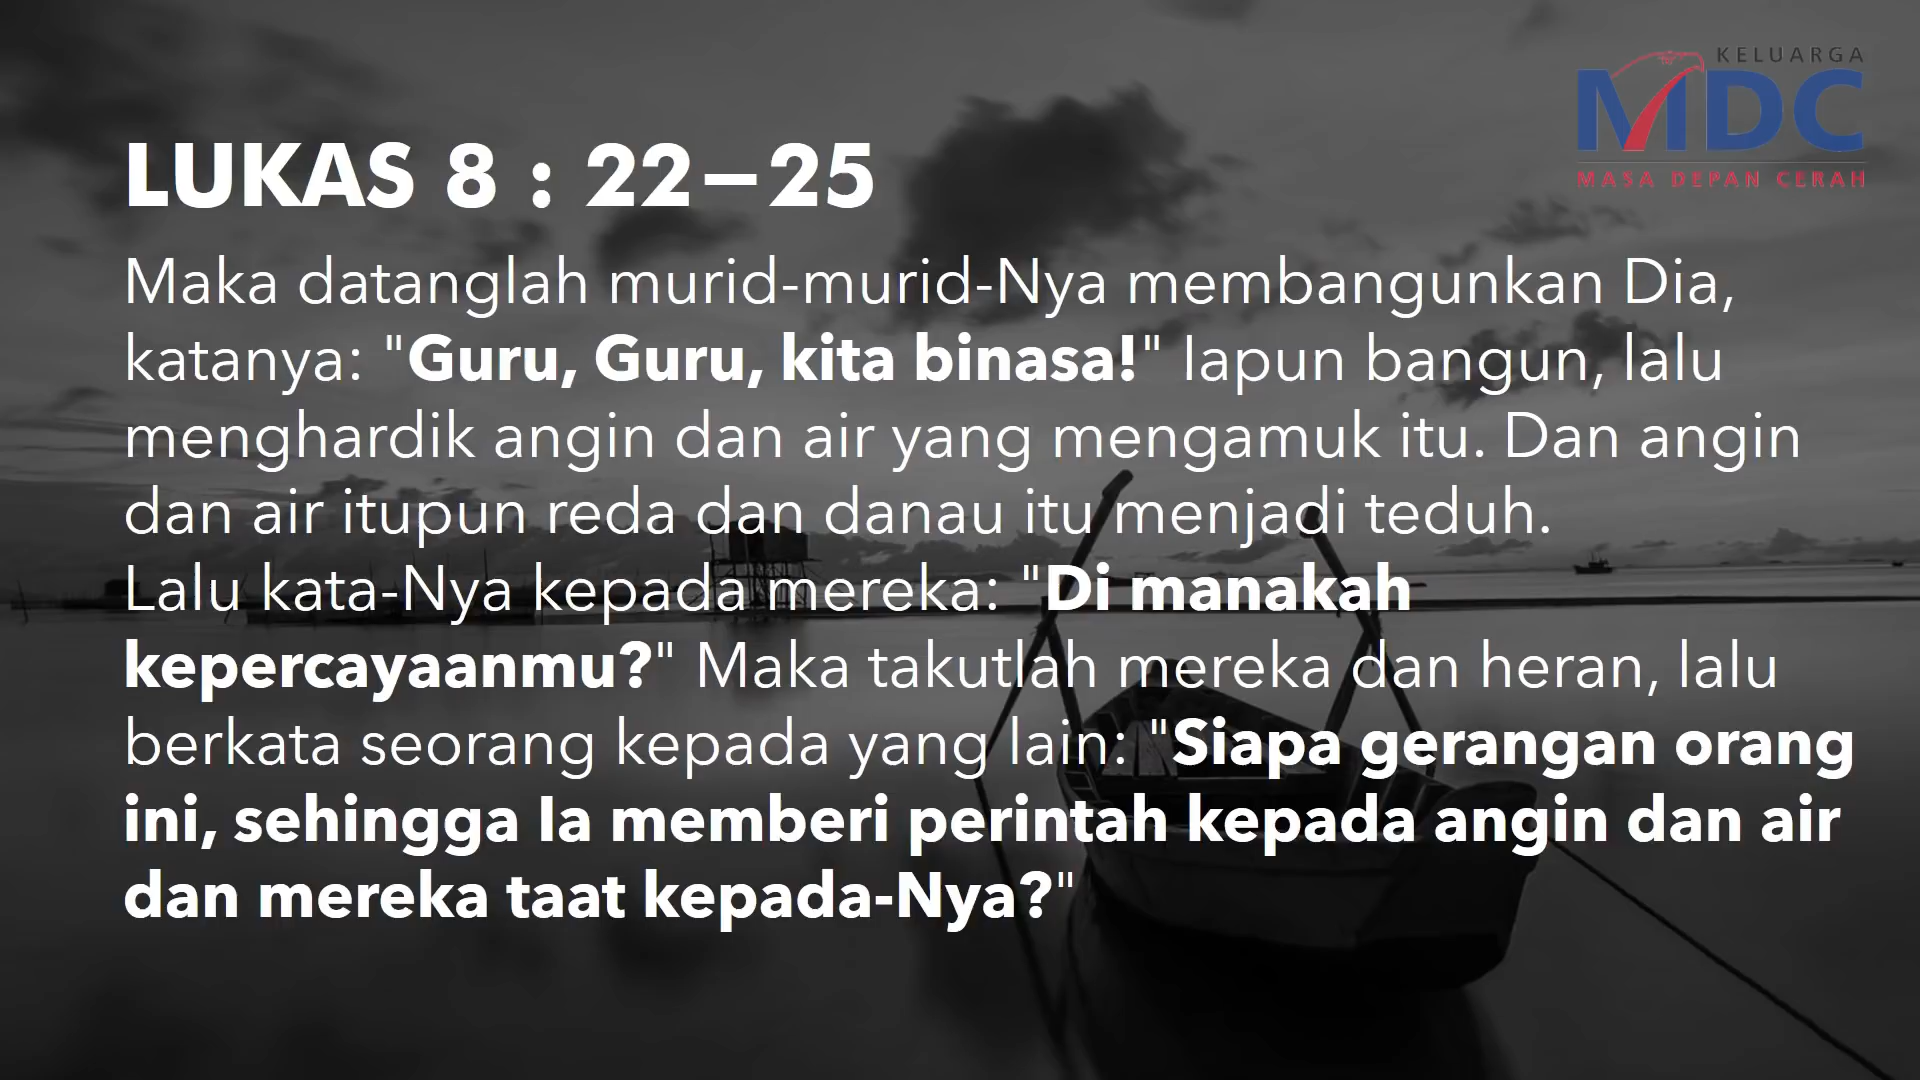 KELUARGA
MDC
MASA DEPAN CERAH
LUKAS 8 : 22–25
Maka datanglah murid-murid-Nya membangunkan Dia,
katanya: "Guru, Guru, kita binasa!" Iapun bangun, lalu
menghardik angin dan air yang mengamuk itu. Dan angin
dan air itupun reda dan danau itu menjadi teduh.
Lalu kata-Nya kepada mereka: "Di manakah
kepercayaanmu?" Maka takutlah mereka dan heran, lalu
berkata seorang kepada yang lain: "Siapa gerangan orang
ini, sehingga Ia memberi perintah kepada angin dan air
dan mereka taat kepada-Nya?"